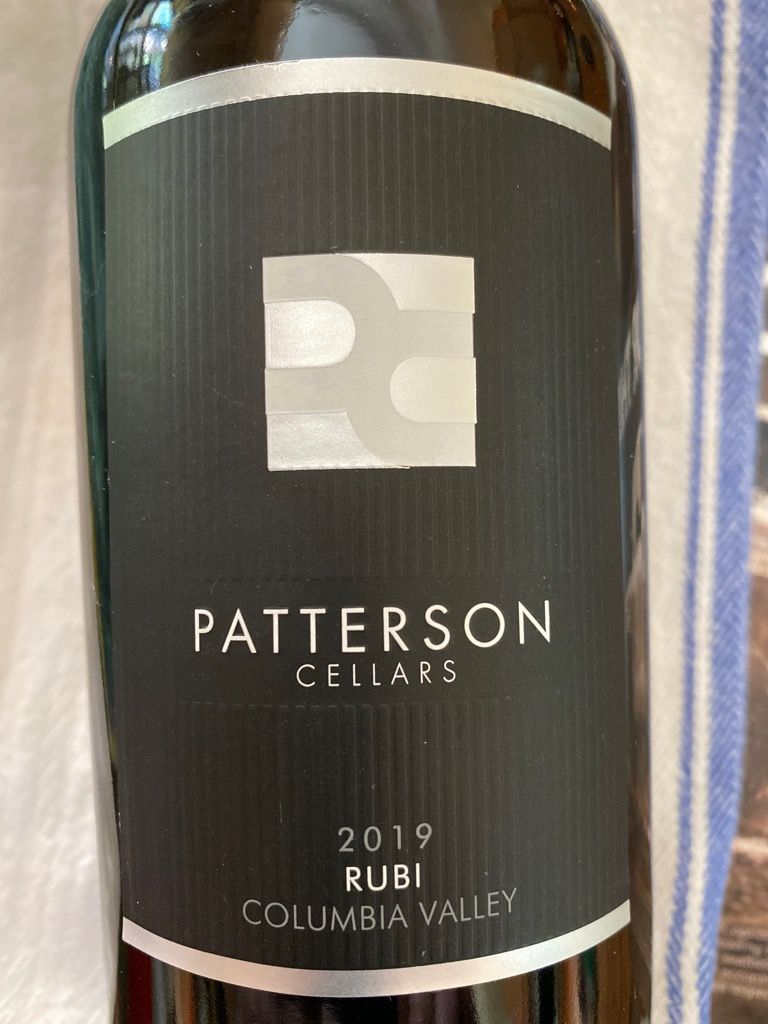 PATTERSON
CELLARS
2019
RUBI
COLUMBIA VALLEY